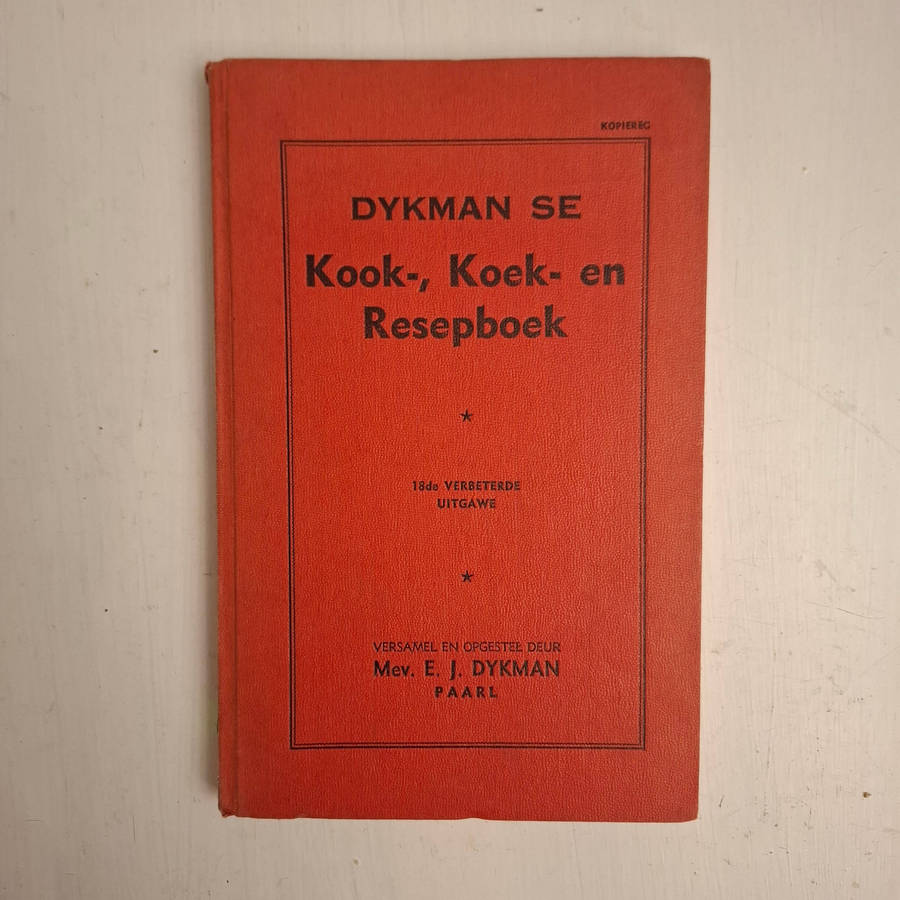 KOPIEREG
DYKMAN SE
Kook-, Koek- en
Resepboek
18de VERBETERDE
UITGAWE
VERSAMEL EN OPGESTEL DEUR
Mev. E. J. DYKMAN
PAARL